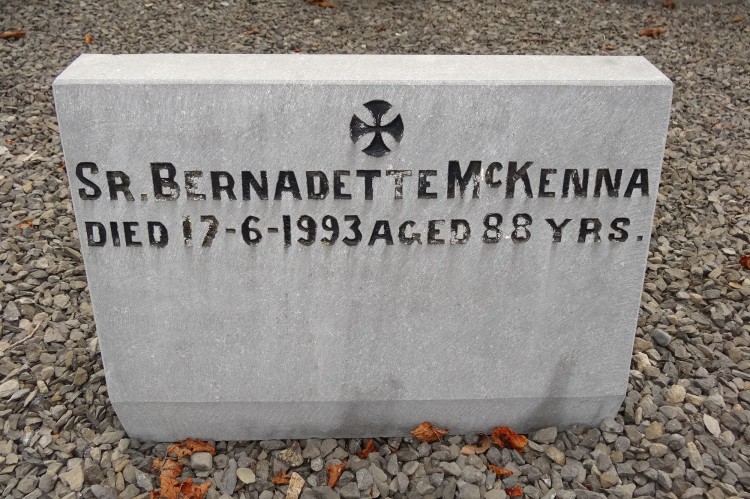 SR. BERNADETTE MCKENNA
DIED 17-6-1993 AGED 88 YRS.